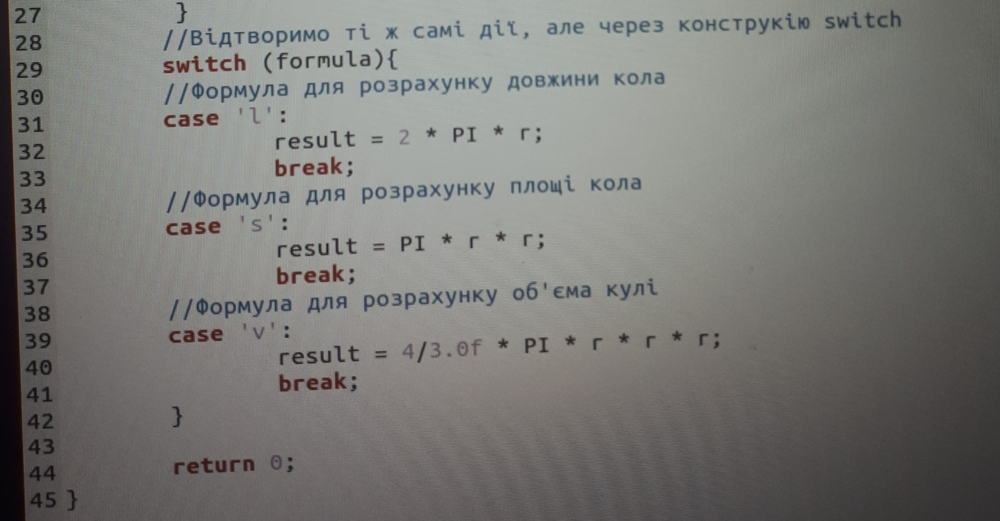 27 }
28 //Відтворимо ті ж самі дії, але через конструкію switch
29 switch (formula){
30 //Формула для розрахунку довжини кола
31 case 'l':
32 result = 2 * PI * r;
33 break;
34 //Формула для розрахунку площі кола
35 case 's':
36 result = PI * r * r;
37 break;
38 //Формула для розрахунку об'єма кулі
39 case 'v':
40 result = 4/3.0f * PI * r * r * r;
41 break;
42 }
43
44 return 0;
45 }